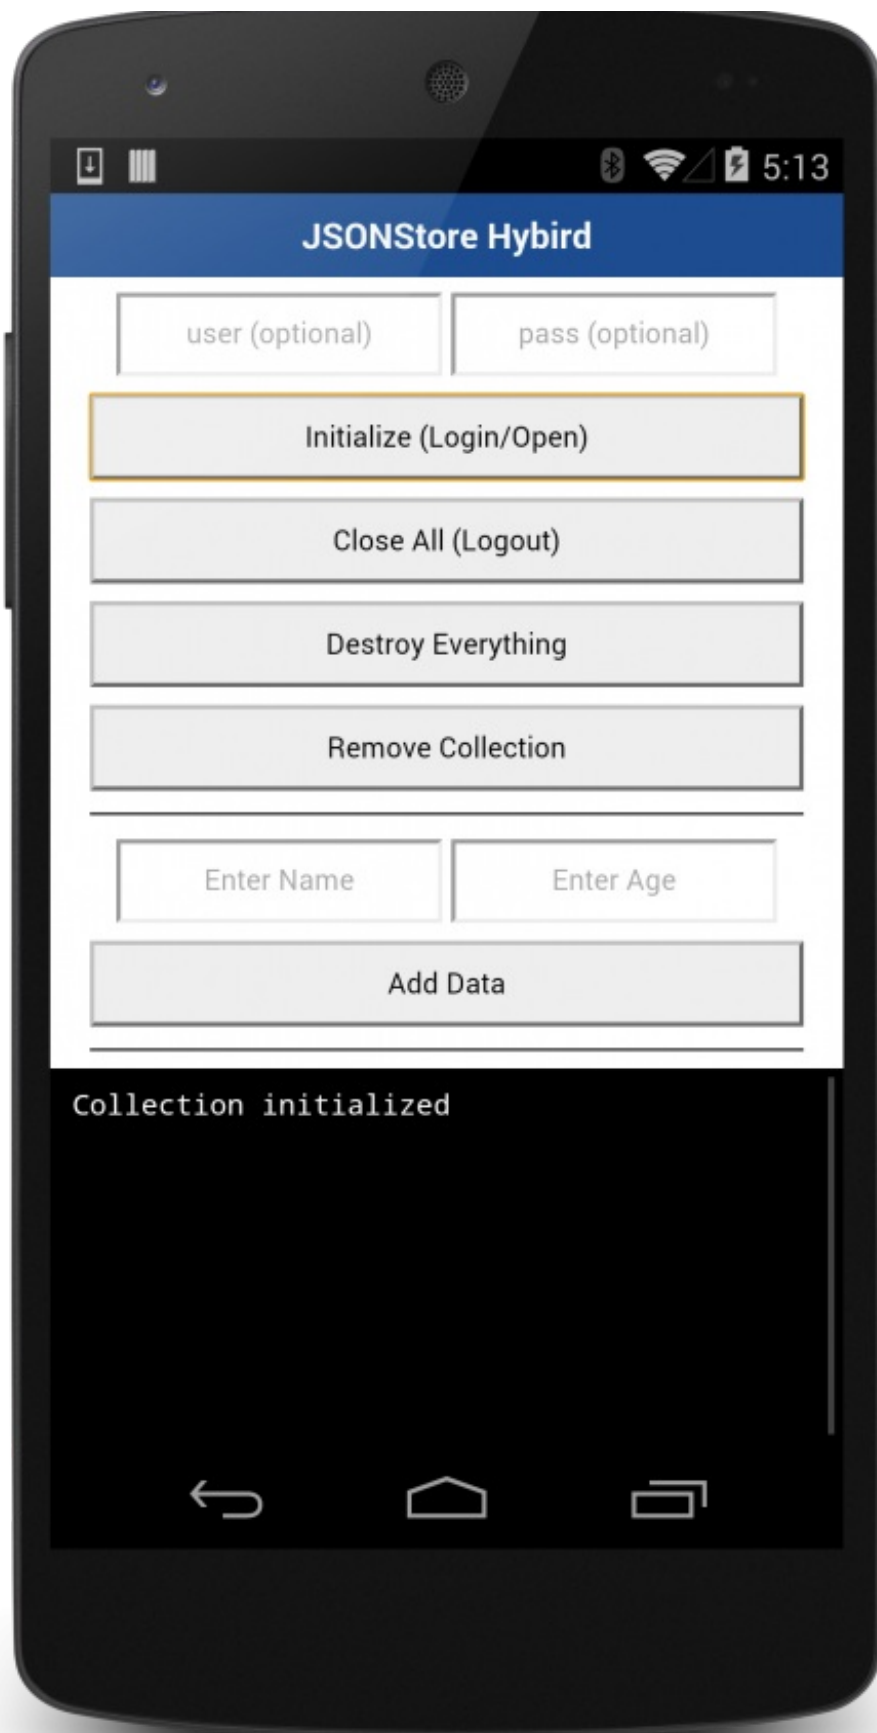 5:13
JSONStore Hybird
user (optional) pass (optional)
Initialize (Login/Open)
Close All (Logout)
Destroy Everything
Remove Collection
Enter Name Enter Age
Add Data
Collection initialized